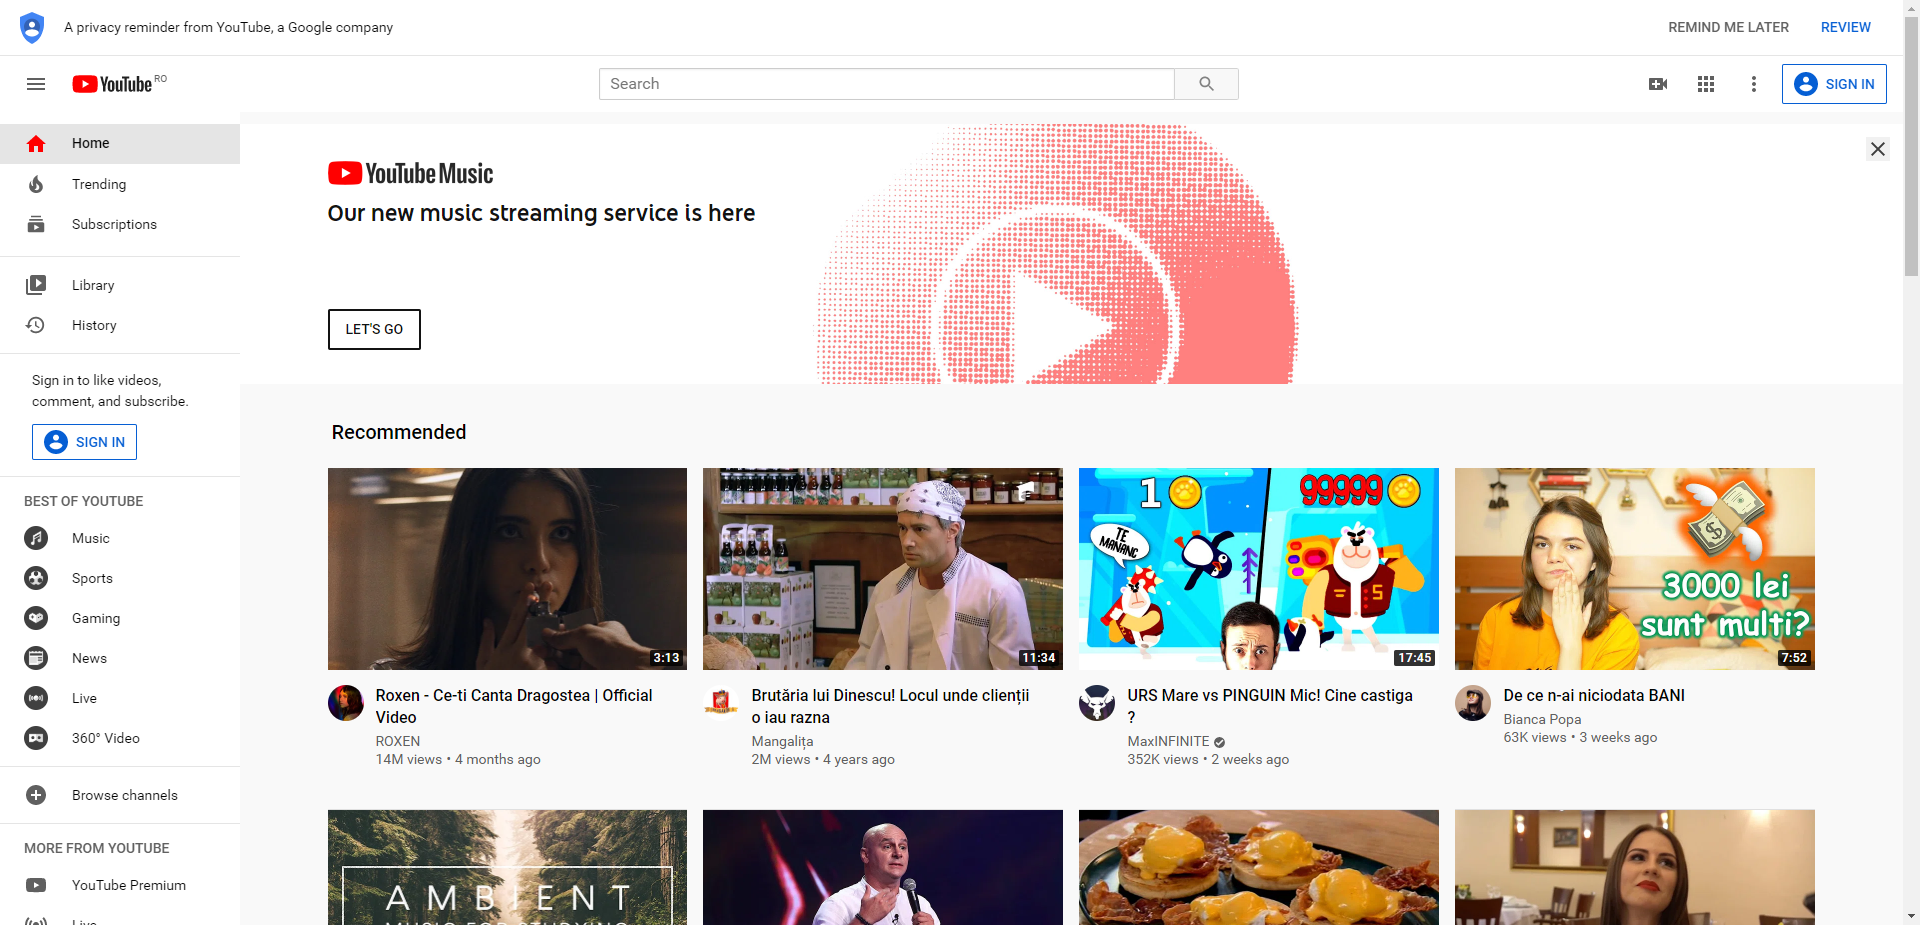 A privacy reminder from YouTube, a Google company
REMIND ME LATER
REVIEW
YouTube RO
Search
SIGN IN
Home
Trending
Subscriptions
Library
History
Sign in to like videos,
comment, and subscribe.
SIGN IN
BEST OF YOUTUBE
Music
Sports
Gaming
News
Live
360° Video
Browse channels
MORE FROM YOUTUBE
YouTube Premium
Live
YouTube Music
Our new music streaming service is here
LET'S GO
Recommended
3:13
Roxen - Ce-ti Canta Dragostea | Official
Video
ROXEN
14M views • 4 months ago
11:34
Brutăria lui Dinescu! Locul unde clienții
o iau razna
Mangalița
2M views • 4 years ago
1
99999
TE
MANANC
S
17:45
URS Mare vs PINGUIN Mic! Cine castiga
?
MaxINFINITE
352K views • 2 weeks ago
3000 lei
sunt multi?
7:52
De ce n-ai niciodata BANI
Bianca Popa
63K views • 3 weeks ago
AMBIENT
MUSIC FOR STUDYING